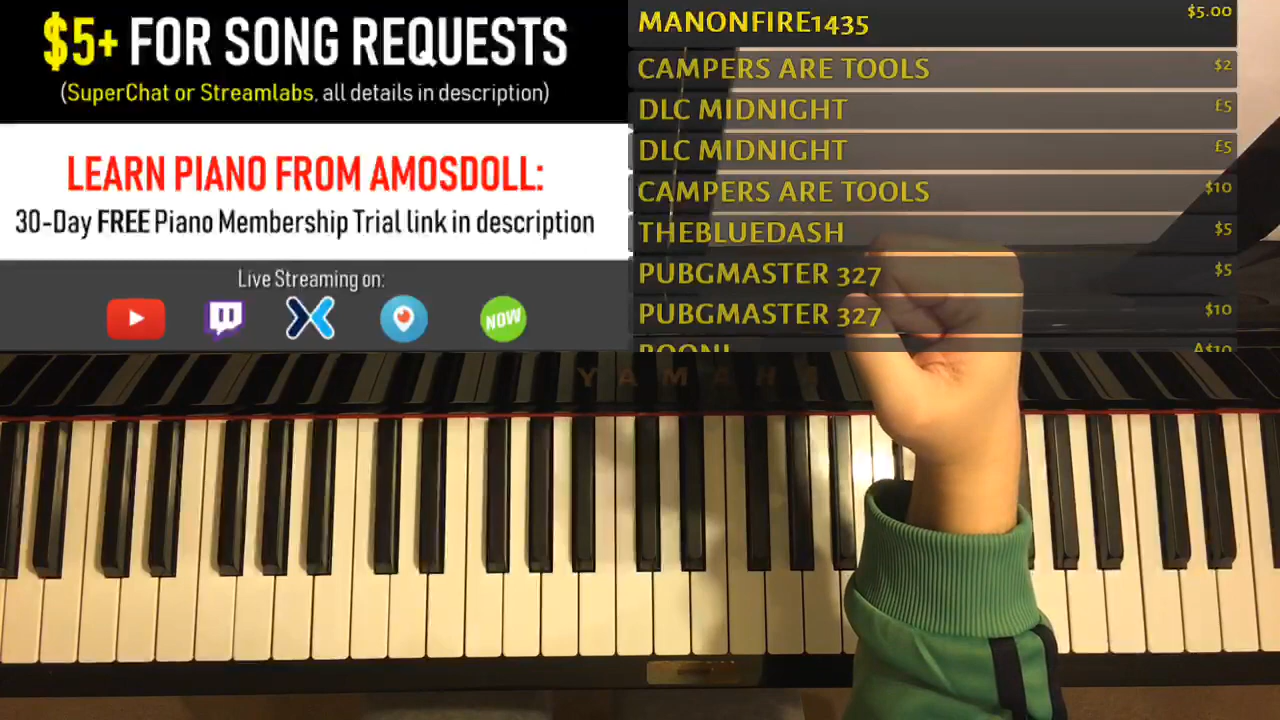 $5+ FOR SONG REQUESTS
(SuperChat or Streamlabs, all details in description)
LEARN PIANO FROM AMOSDOLL:
30-Day FREE Piano Membership Trial link in description
Live Streaming on:
NOW
MANONFIRE1435 $5.00
CAMPERS ARE TOOLS $2
DLC MIDNIGHT £5
DLC MIDNIGHT £5
CAMPERS ARE TOOLS $10
THEBLUEDASH $5
PUBGMASTER 327 $5
PUBGMASTER 327 $10
A$10
YAMAHA